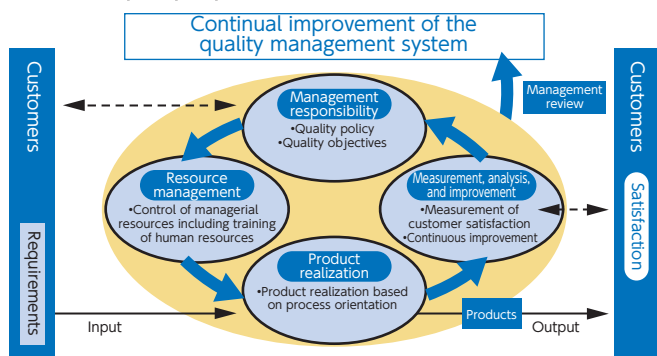 Continual improvement of the
quality management system
Customers
Requirements
Management
responsibility
•Quality policy
•Quality objectives
Management
review
Customers
Satisfaction
Resource
management
•Control of managerial
resources including training
of human resources
Measurement, analysis,
and improvement
•Measurement of
customer satisfaction
•Continuous improvement
Product
realization
•Product realization based
on process orientation
Input
Products
Output